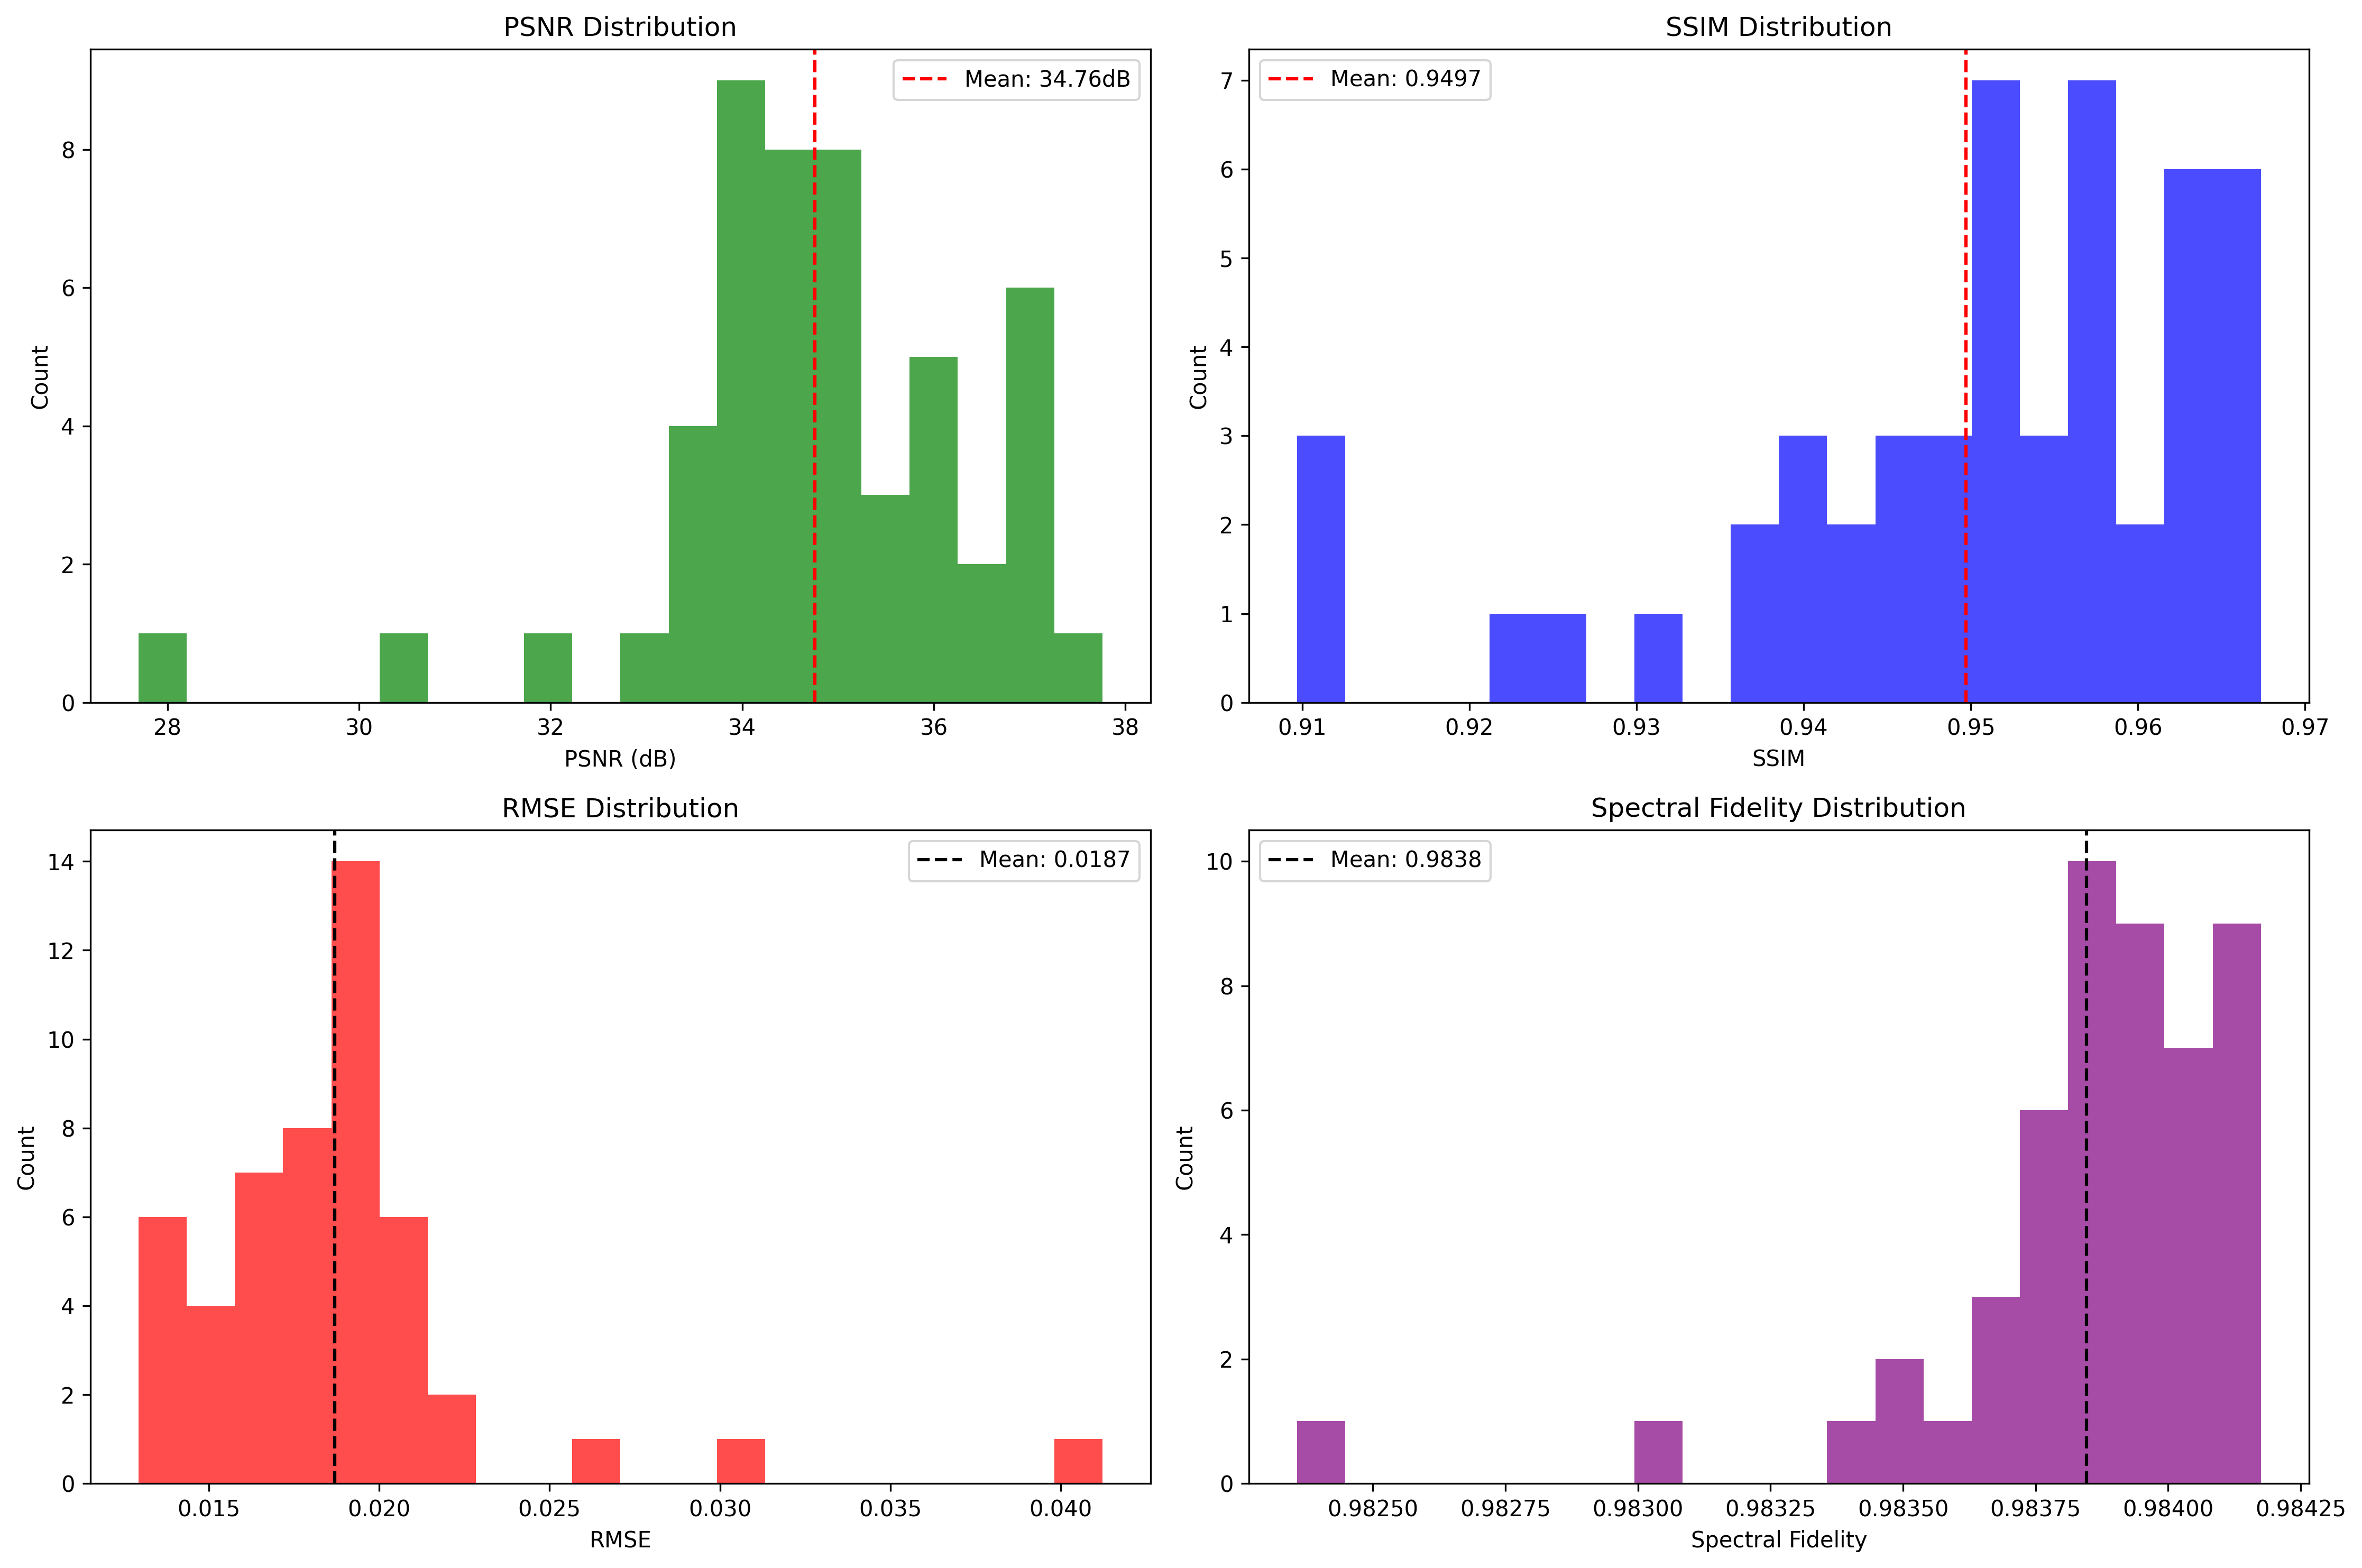 PSNR Distribution
Mean: 34.76dB
Count
8
6
4
2
0
28 30 32 34 36 38
PSNR (dB)
SSIM Distribution
Mean: 0.9497
Count
7
6
5
4
3
2
1
0
0.91 0.92 0.93 0.94 0.95 0.96 0.97
SSIM
RMSE Distribution
Mean: 0.0187
Count
14
12
10
8
6
4
2
0
0.015 0.020 0.025 0.030 0.035 0.040
RMSE
Spectral Fidelity Distribution
Mean: 0.9838
Count
10
8
6
4
2
0
0.98250 0.98275 0.98300 0.98325 0.98350 0.98375 0.98400 0.98425
Spectral Fidelity